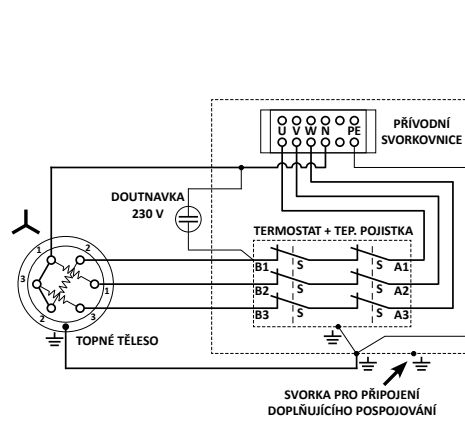 U V W N PE
PŘÍVODNÍ
SVORKOVNICE
DOUTNAVKA
230 V
TERMOSTAT + TEP. POJISTKA
B1 S S A1
B2 S S A2
B3 S S A3
1 2
3 1
2 3
TOPNÉ TĚLESO
SVORKA PRO PŘIPOJENÍ
DOPLŇUJÍCÍHO POSPOJOVÁNÍ